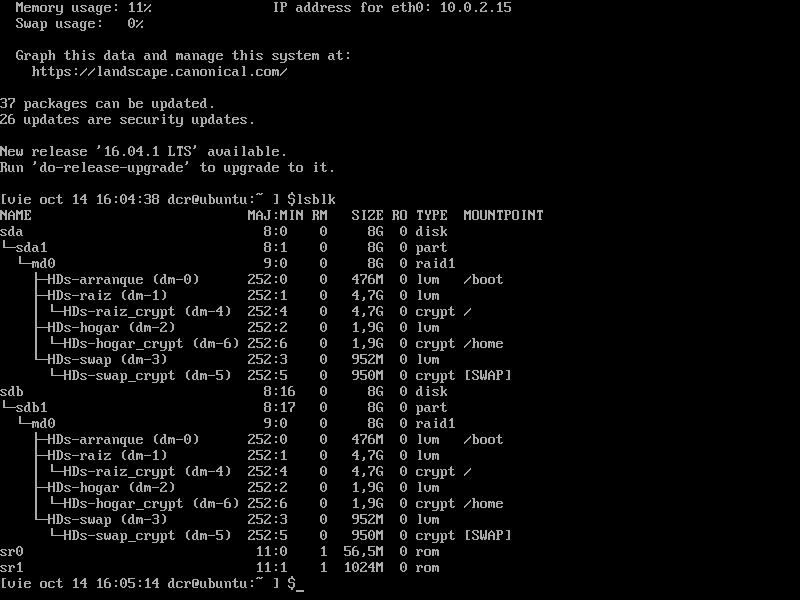 Memory usage: 11%               IP address for eth0: 10.0.2.15
  Swap usage:   0%
  Graph this data and manage this system at:
    https://landscape.canonical.com/
37 packages can be updated.
26 updates are security updates.
New release '16.04.1 LTS' available.
Run 'do-release-upgrade' to upgrade to it.
[vie oct 14 16:04:38 dcr@ubuntu:~ ] $lsblk
NAME                           MAJ:MIN RM   SIZE RO TYPE  MOUNTPOINT
sda                              8:0    0     8G  0 disk
└─sda1                           8:1    0     8G  0 part
  └─md0                          9:0    0     8G  0 raid1
    ├─HDs-arranque (dm-0)      252:0    0   476M  0 lvm   /boot
    ├─HDs-raiz (dm-1)          252:1    0   4,7G  0 lvm
    │ └─HDs-raiz_crypt (dm-4)  252:4    0   4,7G  0 crypt /
    ├─HDs-hogar (dm-2)         252:2    0   1,9G  0 lvm
    │ └─HDs-hogar_crypt (dm-6) 252:6    0   1,9G  0 crypt /home
    └─HDs-swap (dm-3)          252:3    0   952M  0 lvm
      └─HDs-swap_crypt (dm-5)  252:5    0   950M  0 crypt [SWAP]
sdb                              8:16   0     8G  0 disk
└─sdb1                           8:17   0     8G  0 part
  └─md0                          9:0    0     8G  0 raid1
    ├─HDs-arranque (dm-0)      252:0    0   476M  0 lvm   /boot
    ├─HDs-raiz (dm-1)          252:1    0   4,7G  0 lvm
    │ └─HDs-raiz_crypt (dm-4)  252:4    0   4,7G  0 crypt /
    ├─HDs-hogar (dm-2)         252:2    0   1,9G  0 lvm
    │ └─HDs-hogar_crypt (dm-6) 252:6    0   1,9G  0 crypt /home
    └─HDs-swap (dm-3)          252:3    0   952M  0 lvm
      └─HDs-swap_crypt (dm-5)  252:5    0   950M  0 crypt [SWAP]
sr0                             11:0    1  56,5M  0 rom
sr1                             11:1    1  1024M  0 rom
[vie oct 14 16:05:14 dcr@ubuntu:~ ] $_